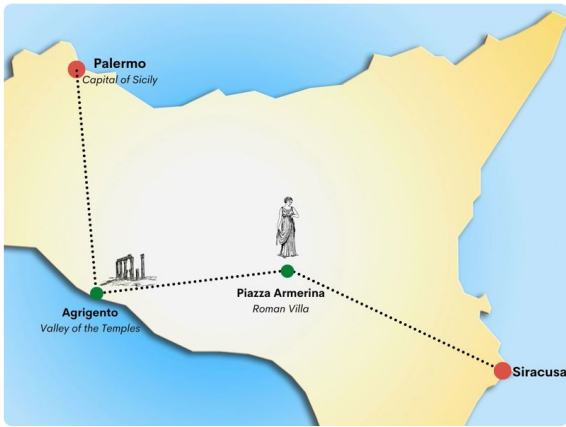 Palermo
Capital of Sicily
Agrigento
Valley of the Temples
Piazza Armerina
Roman Villa
Siracusa